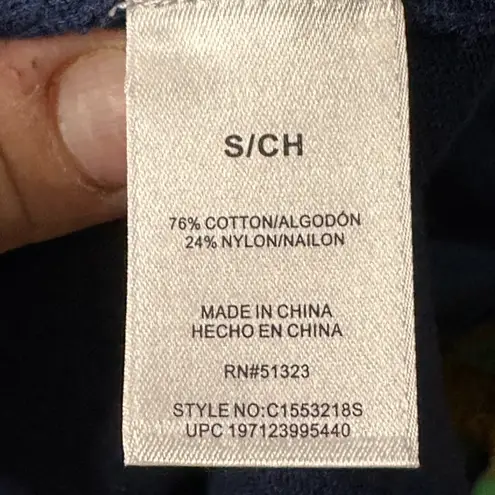 S/CH
76% COTTON/ALGODÓN
24% NYLON/NAILON
MADE IN CHINA
HECHO EN CHINA
RN#51323
STYLE NO:C1553218S
UPC 197123995440